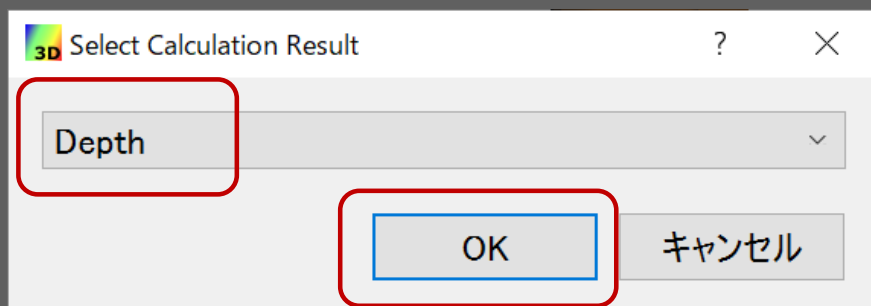 3D Select Calculation Result ?
Depth
OK キャンセル